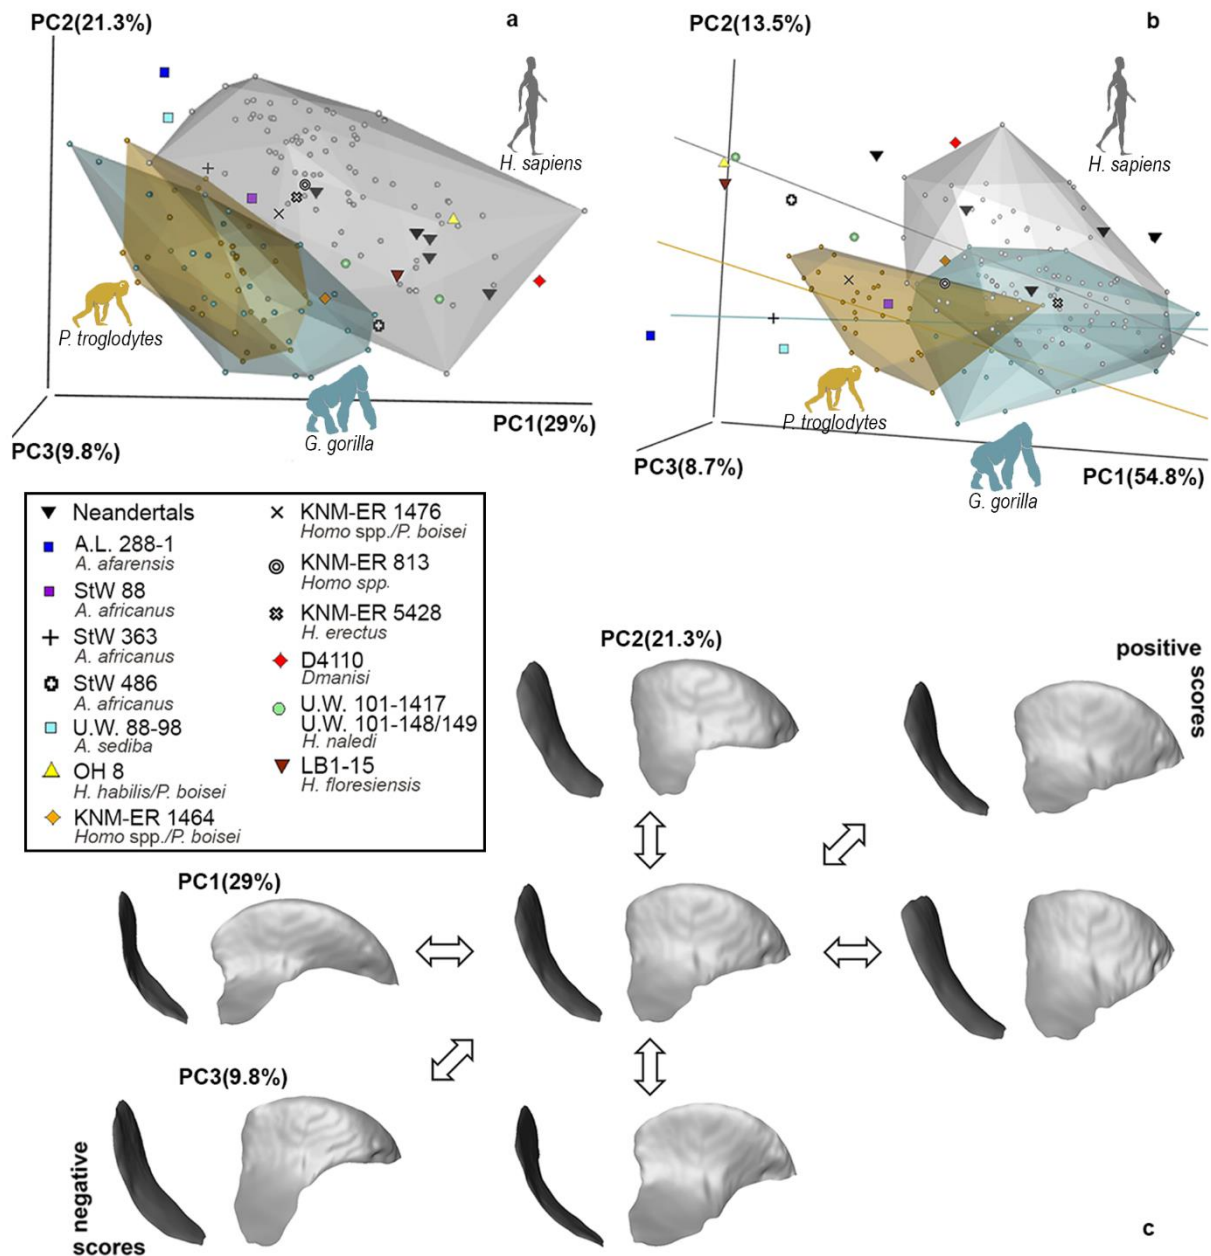 PC2(21.3%)
a
H. sapiens
P. troglodytes
G. gorilla
PC3(9.8%)
PC1(29%)
PC2(13.5%)
b
H. sapiens
P. troglodytes
G. gorilla
PC3(8.7%)
PC1(54.8%)
Neandertals
A.L. 288-1
A. afarensis
StW 88
A. africanus
StW 363
A. africanus
StW 486
A. africanus
U.W. 88-98
A. sediba
OH 8
H. habilis/P. boisei
KNM-ER 1464
Homo spp./P. boisei
KNM-ER 1476
Homo spp./P. boisei
KNM-ER 813
Homo spp.
KNM-ER 5428
H. erectus
D4110
Dmanisi
U.W. 101-1417
U.W. 101-148/149
H. naledi
LB1-15
H. floresiensis
PC2(21.3%)
positive
scores
PC1(29%)
PC3(9.8%)
negative
scores
c